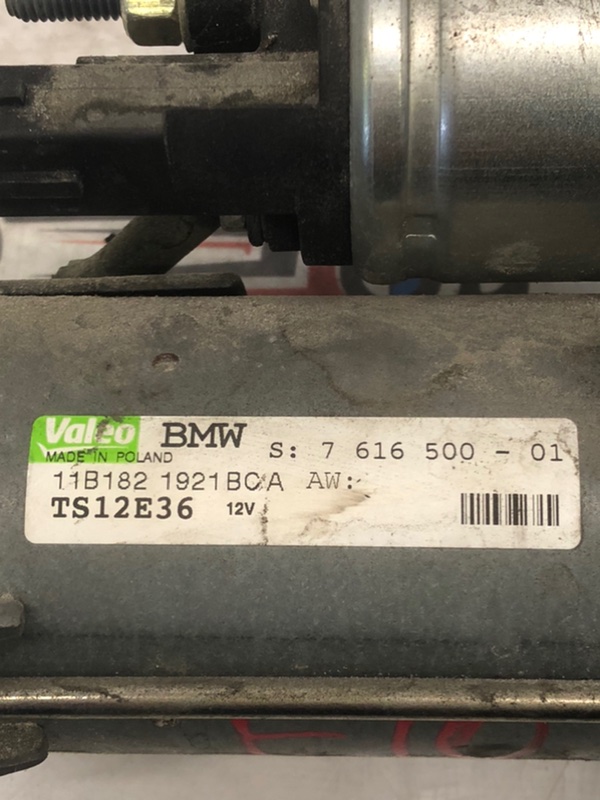 Valeo BMW S: 7 616 500 - 01
MADE IN POLAND
11B182 1921BCA AW:
TS12E36 12V